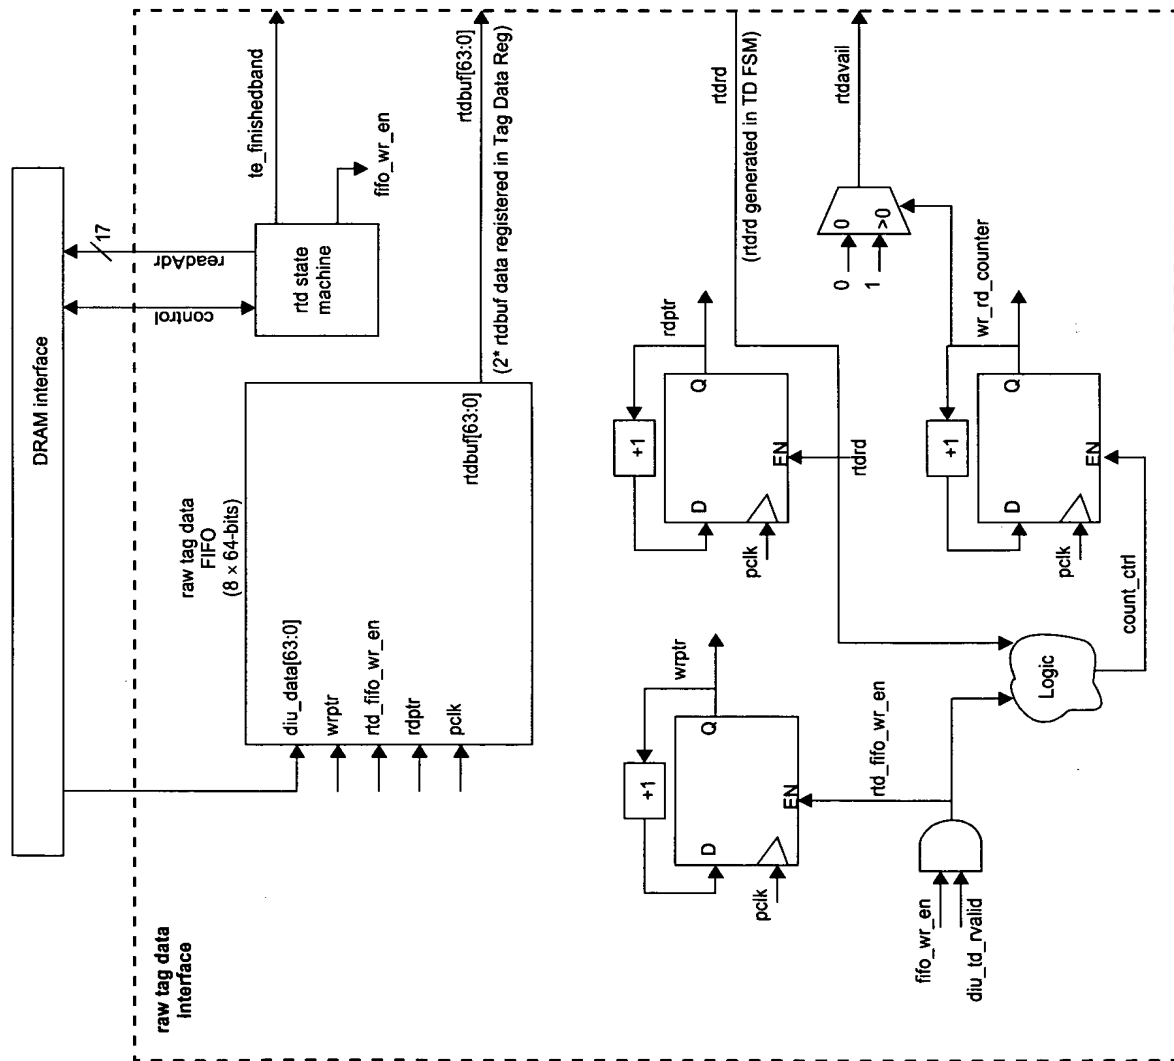 DRAM interface
raw tag data
interface
control
readAdr
17
rtd state
machine
te_finishedband
fifo_wr_en
raw tag data
FIFO
(8 × 64-bits)
diu_data[63:0]
wrptr
rtd_fifo_wr_en
rdptr
pclk
rtdbuf[63:0]
rtdbuf[63:0]
(2* rtdbuf data registered in Tag Data Reg)
+1
wrptr
D
Q
EN
pclk
rtd_fifo_wr_en
fifo_wr_en
diu_td_rvalid
+1
rdptr
D
Q
EN
pclk
rtdrd
rtdrd
(rtdrd generated in TD FSM)
Logic
count_ctrl
+1
wr_rd_counter
D
Q
EN
pclk
0
1
0
>0
rtdavail